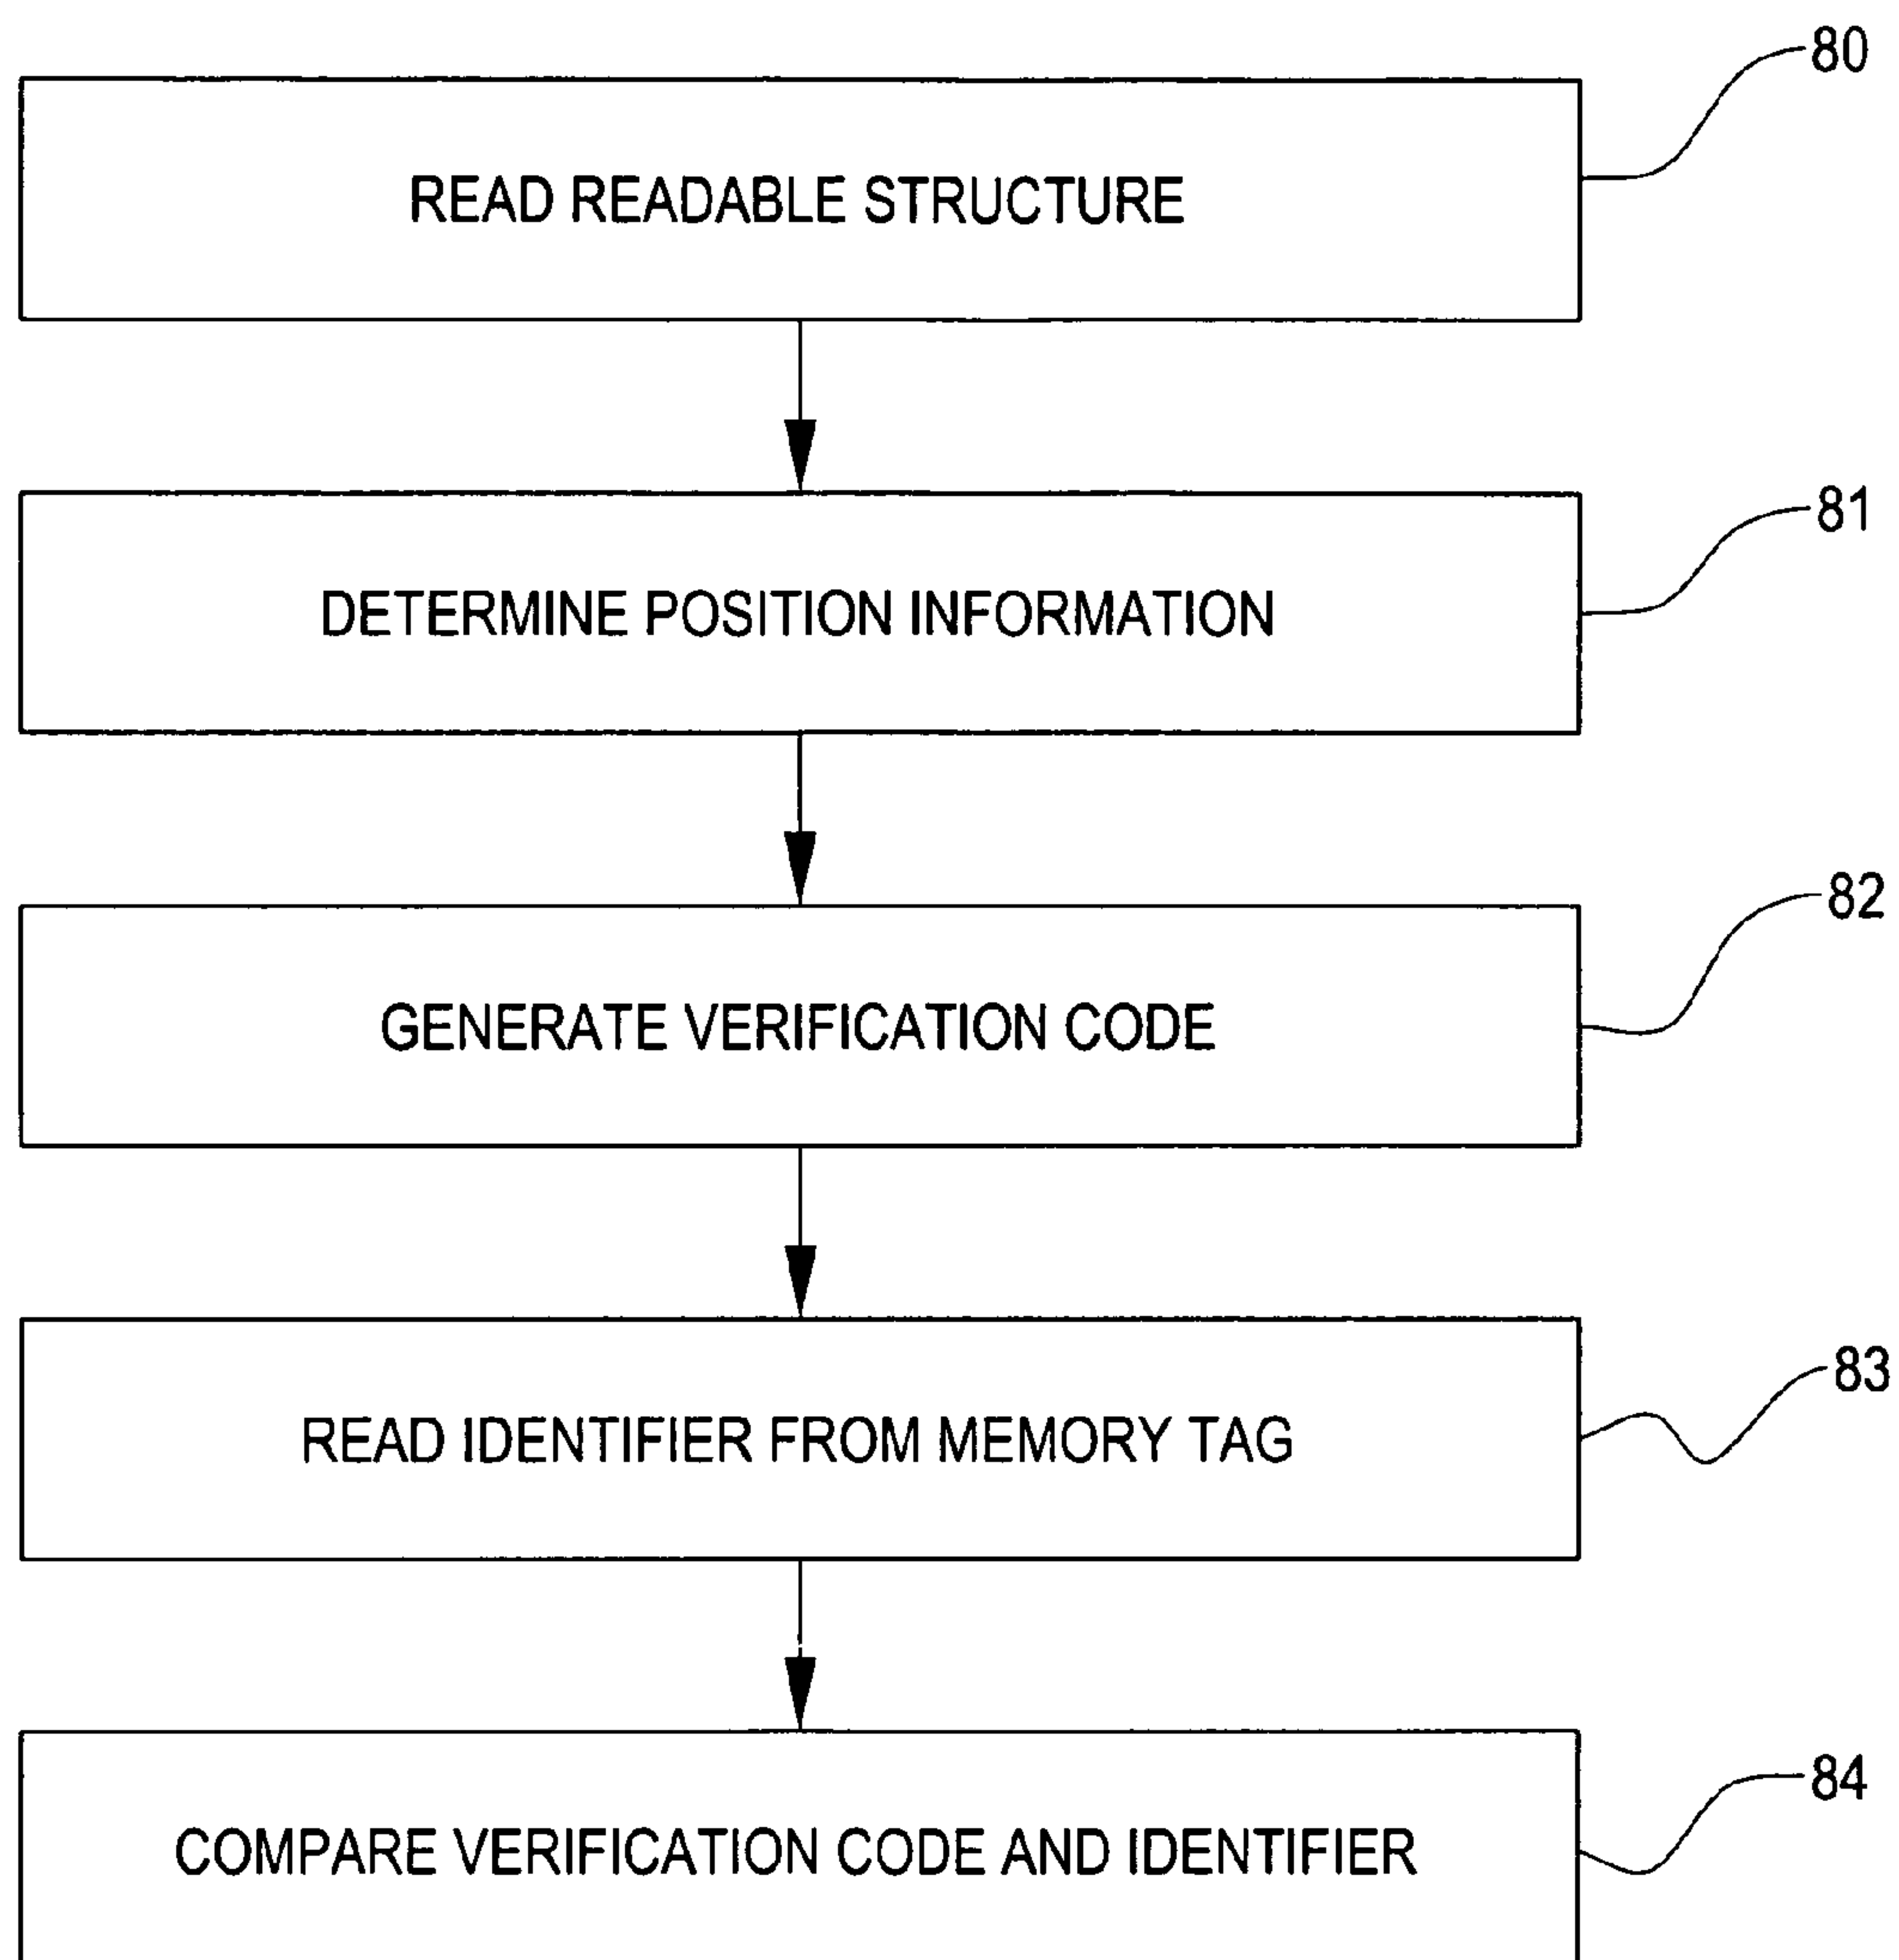 80
READ READABLE STRUCTURE
81
DETERMINE POSITION INFORMATION
82
GENERATE VERIFICATION CODE
83
READ IDENTIFIER FROM MEMORY TAG
84
COMPARE VERIFICATION CODE AND IDENTIFIER